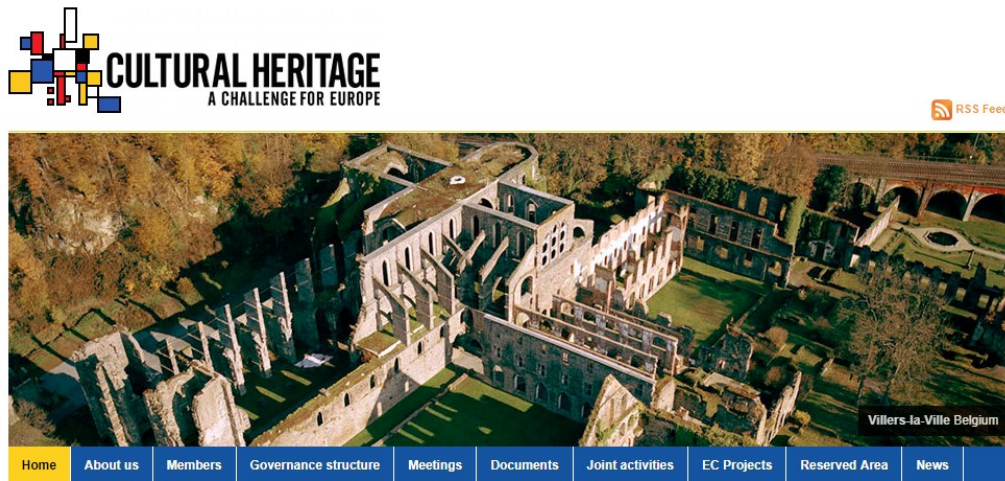 CULTURAL HERITAGE
A CHALLENGE FOR EUROPE
RSS Feed
Villers-la-Ville Belgium
Home About us Members Governance structure Meetings Documents Joint activities EC Projects Reserved Area News